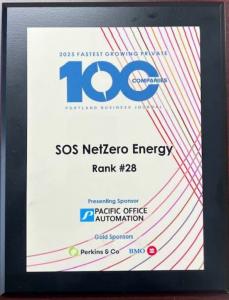 2025 FASTEST GROWING PRIVATE
100
COMPANIES
PORTLAND BUSINESS JOURNAL
SOS NetZero Energy
Rank #28
Presenting Sponsor
PACIFIC OFFICE
AUTOMATION
Gold Sponsors
Perkins & Co
BMO